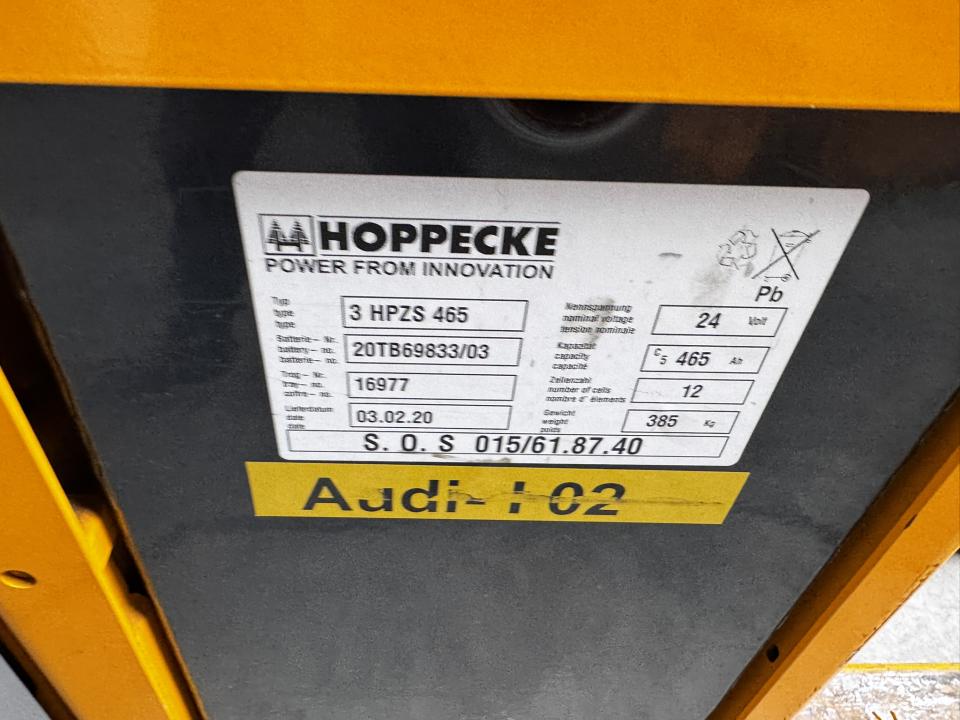 HOPPECKE
POWER FROM INNOVATION
Pb
Typ
type
type
3 HPZS 465
Nennspannung
nominal voltage
tension nominale
24 Volt
Batterie - Nr.
battery - no.
batterie - no.
20TB69833/03
Kapazität
capacity
capacité
C5 465 Ah
Trog - Nr.
tray - no.
coffre - no.
16977
Zellenzahl
number of cells
nombre d' élements
12
Lieferdatum
date
date
03.02.20
Gewicht
weight
poids
385 Kg
S. O. S 015/61.87.40
Audi- I 02